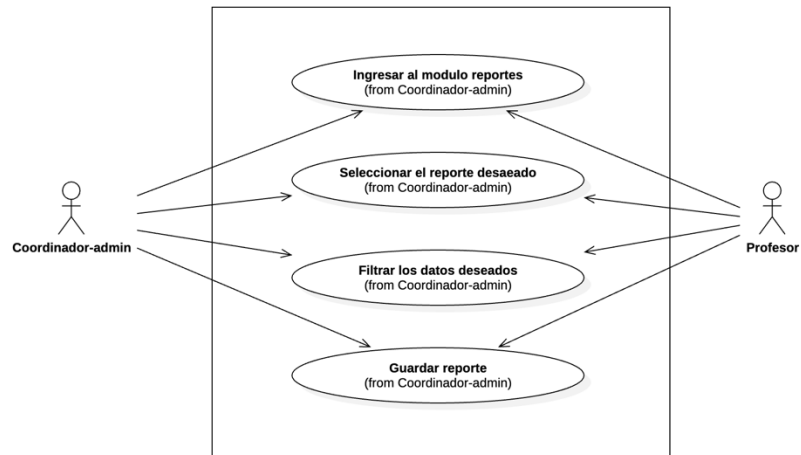 Ingresar al modulo reportes
(from Coordinador-admin)
Seleccionar el reporte desaeado
(from Coordinador-admin)
Coordinador-admin
Profesor
Filtrar los datos deseados
(from Coordinador-admin)
Guardar reporte
(from Coordinador-admin)